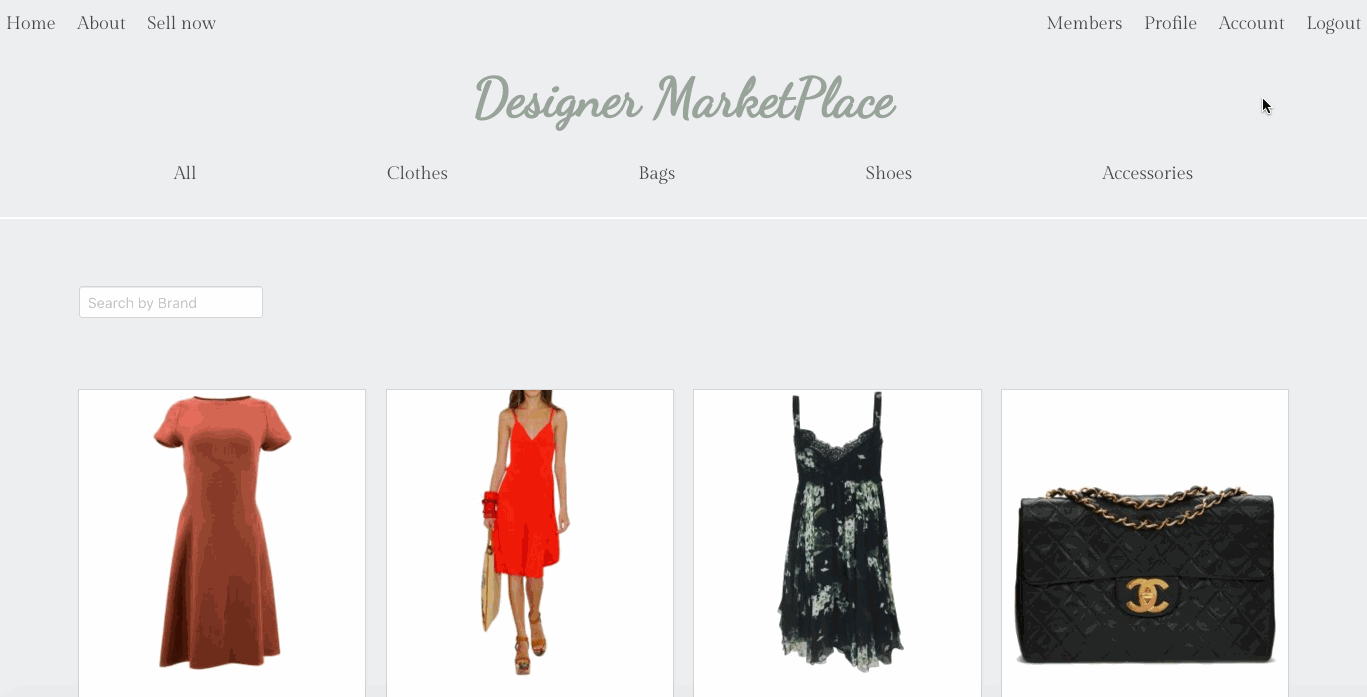 Home About Sell now Members Profile Account Logout
Designer MarketPlace
All Clothes Bags Shoes Accessories
Search by Brand